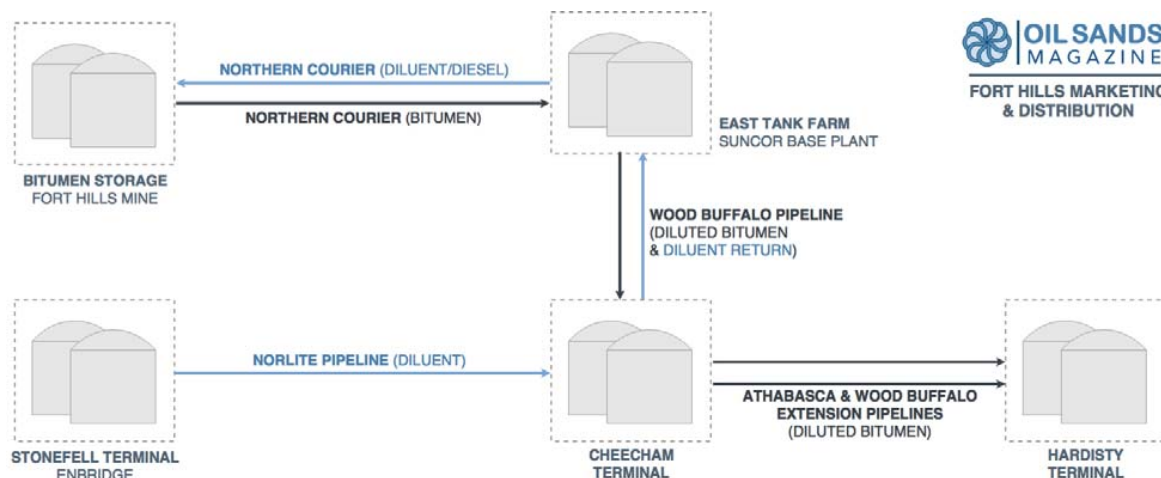 OIL SANDS
MAGAZINE
FORT HILLS MARKETING
& DISTRIBUTION
NORTHERN COURIER (DILUENT/DIESEL)
NORTHERN COURIER (BITUMEN)
EAST TANK FARM
SUNCOR BASE PLANT
BITUMEN STORAGE
FORT HILLS MINE
WOOD BUFFALO PIPELINE
(DILUTED BITUMEN
& DILUENT RETURN)
NORLITE PIPELINE (DILUENT)
ATHABASCA & WOOD BUFFALO
EXTENSION PIPELINES
(DILUTED BITUMEN)
STONEFELL TERMINAL
ENBRIDGE
CHEECHAM
TERMINAL
HARDISTY
TERMINAL